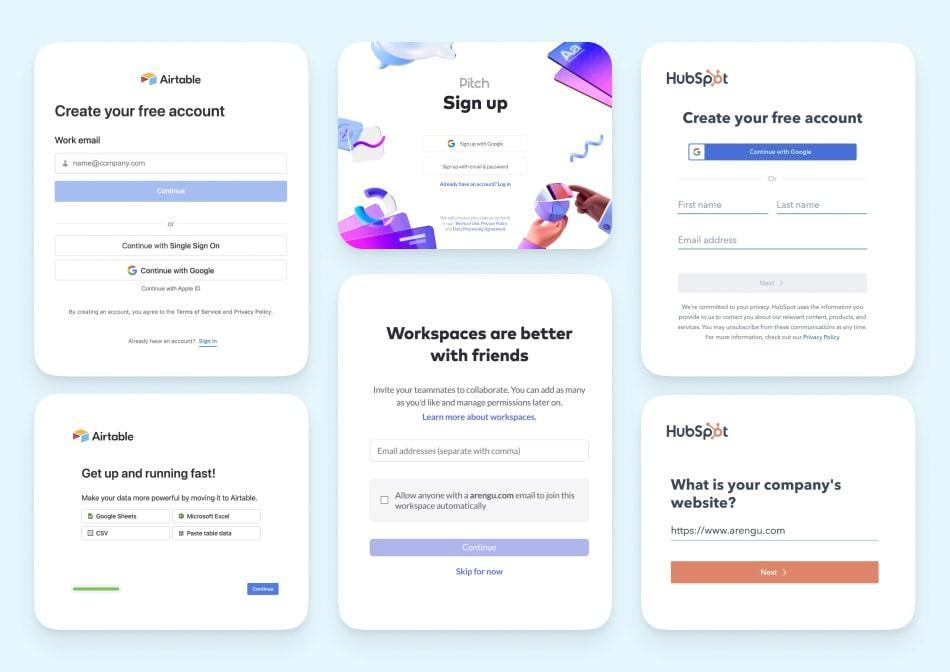 Airtable
Create your free account
Work email
name@company.com
Continue
or
Continue with Single Sign On
Continue with Google
Continue with Apple ID
By creating an account, you agree to the Terms of Service and Privacy Policy.
Already have an account? Sign in
Airtable
Get up and running fast!
Make your data more powerful by moving it to Airtable.
Google Sheets
Microsoft Excel
CSV
Paste table data
Continue
Aa
Pitch
Sign up
Sign up with Google
Sign up with email & password
Already have an account? Log in
We will process your data as set forth
in our Terms of Use, Privacy Policy
and Data Processing Agreement
Workspaces are better
with friends
Invite your teammates to collaborate. You can add as many
as you'd like and manage permissions later on.
Learn more about workspaces.
Email addresses (separate with comma)
Allow anyone with a arengu.com email to join this
workspace automatically
Continue
Skip for now
HubSpot
Create your free account
Continue with Google
Or
First name
Last name
Email address
Next
We're committed to your privacy. HubSpot uses the information you
provide to us to contact you about our relevant content, products, and
services. You may unsubscribe from these communications at any time.
For more information, check out our Privacy Policy
HubSpot
What is your company's
website?
https://www.arengu.com
Next